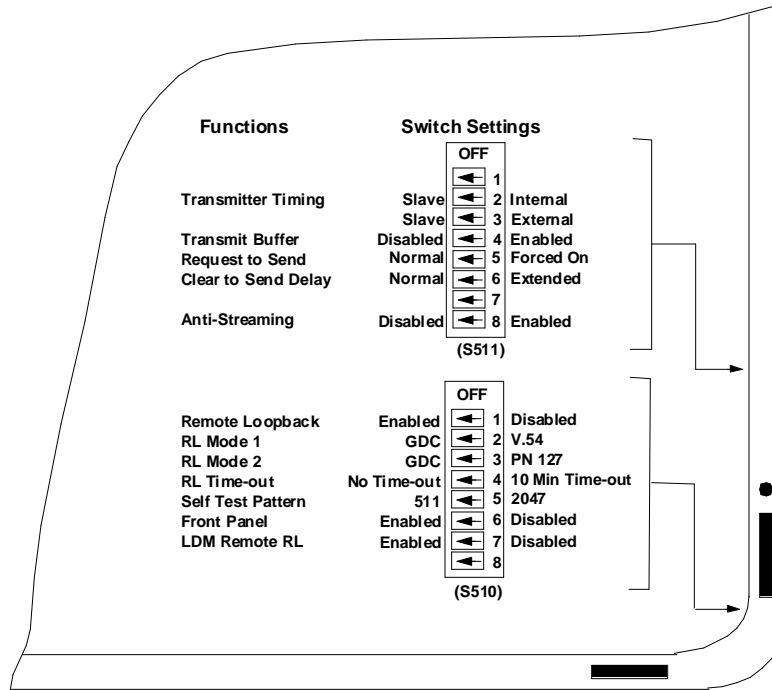 Functions Switch Settings
OFF
1
Transmitter Timing Slave 2 Internal
Slave 3 External
Transmit Buffer Disabled 4 Enabled
Request to Send Normal 5 Forced On
Clear to Send Delay Normal 6 Extended
7
Anti-Streaming Disabled 8 Enabled
(S511)
OFF
Remote Loopback Enabled 1 Disabled
RL Mode 1 GDC 2 V.54
RL Mode 2 GDC 3 PN 127
RL Time-out No Time-out 4 10 Min Time-out
Self Test Pattern 511 5 2047
Front Panel Enabled 6 Disabled
LDM Remote RL Enabled 7 Disabled
8
(S510)